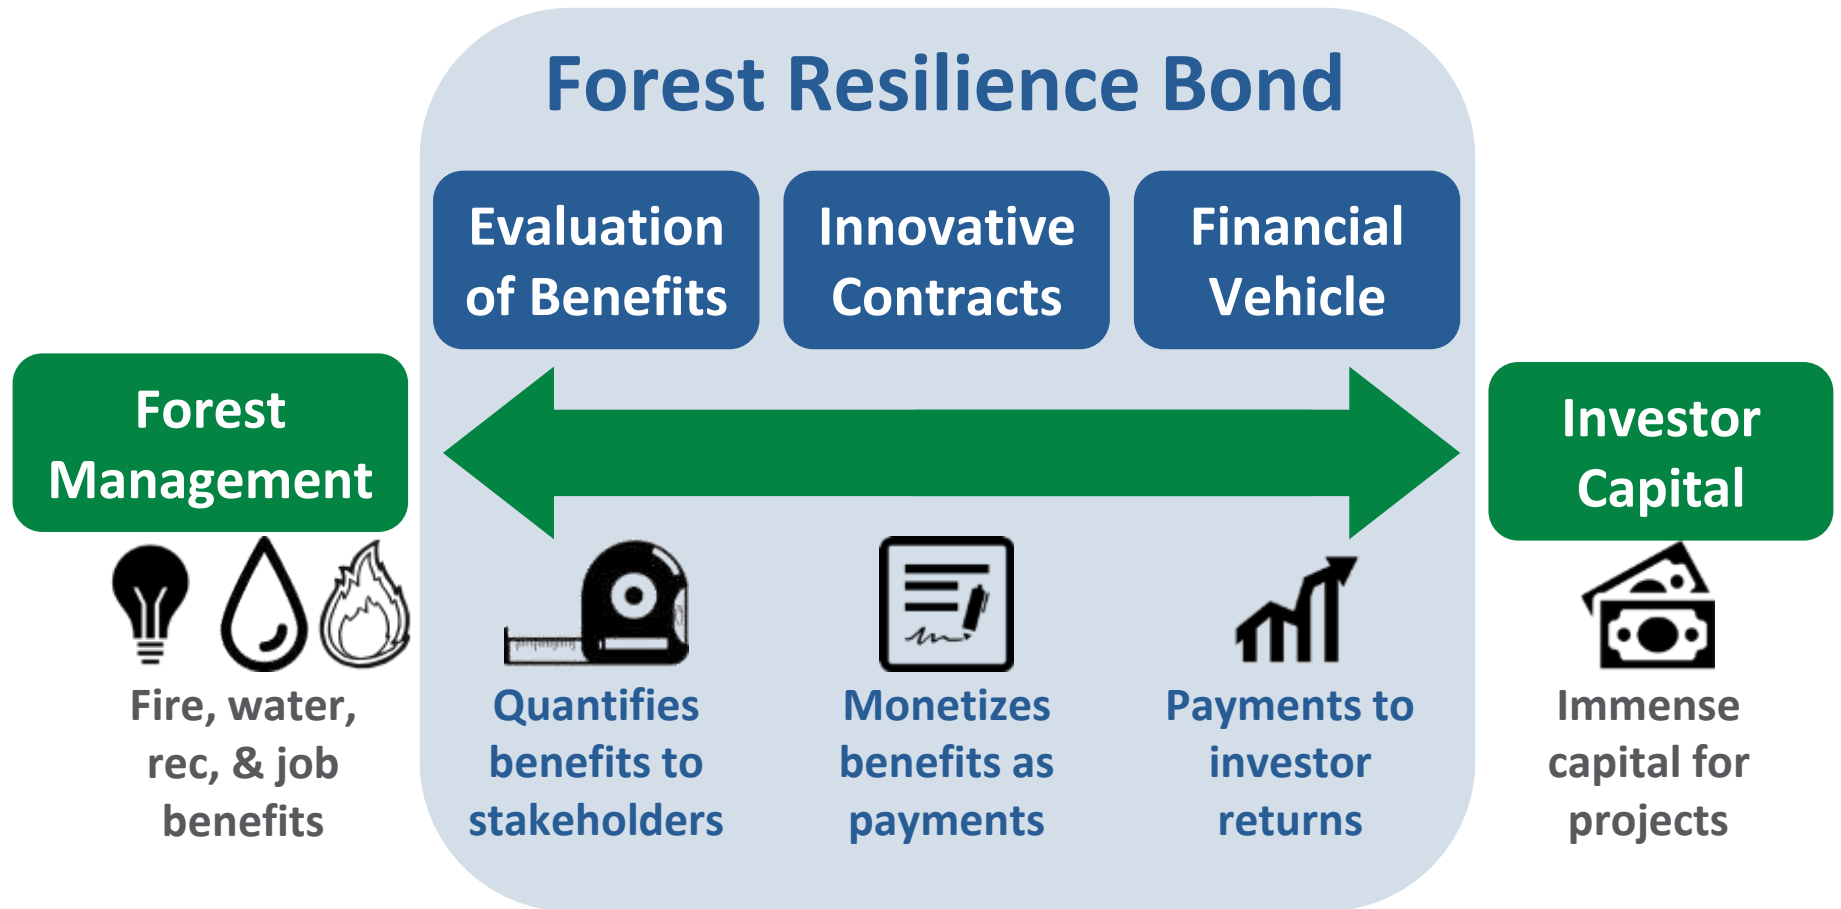 Forest Resilience Bond
Evaluation
of Benefits
Innovative
Contracts
Financial
Vehicle
Forest
Management
Investor
Capital
Fire, water,
rec, & job
benefits
Quantifies
benefits to
stakeholders
Monetizes
benefits as
payments
Payments to
investor
returns
Immense
capital for
projects